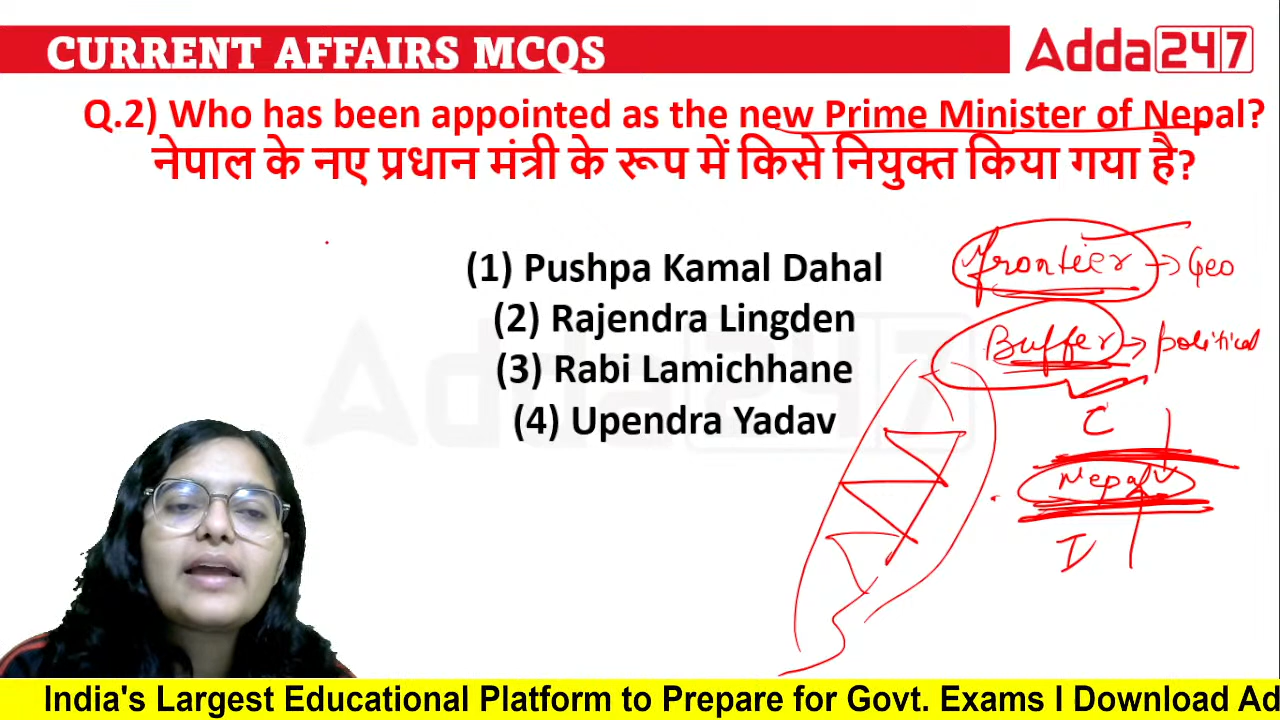 CURRENT AFFAIRS MCQS
Adda247
Q.2) Who has been appointed as the new Prime Minister of Nepal?
नेपाल के नए प्रधान मंत्री के रूप में किसे नियुक्त किया गया है?
(1) Pushpa Kamal Dahal
(2) Rajendra Lingden
(3) Rabi Lamichhane
(4) Upendra Yadav
Frontier → Geo
Buffer → political
C
Nepal
I
Adda247
India's Largest Educational Platform to Prepare for Govt. Exams I Download Ad